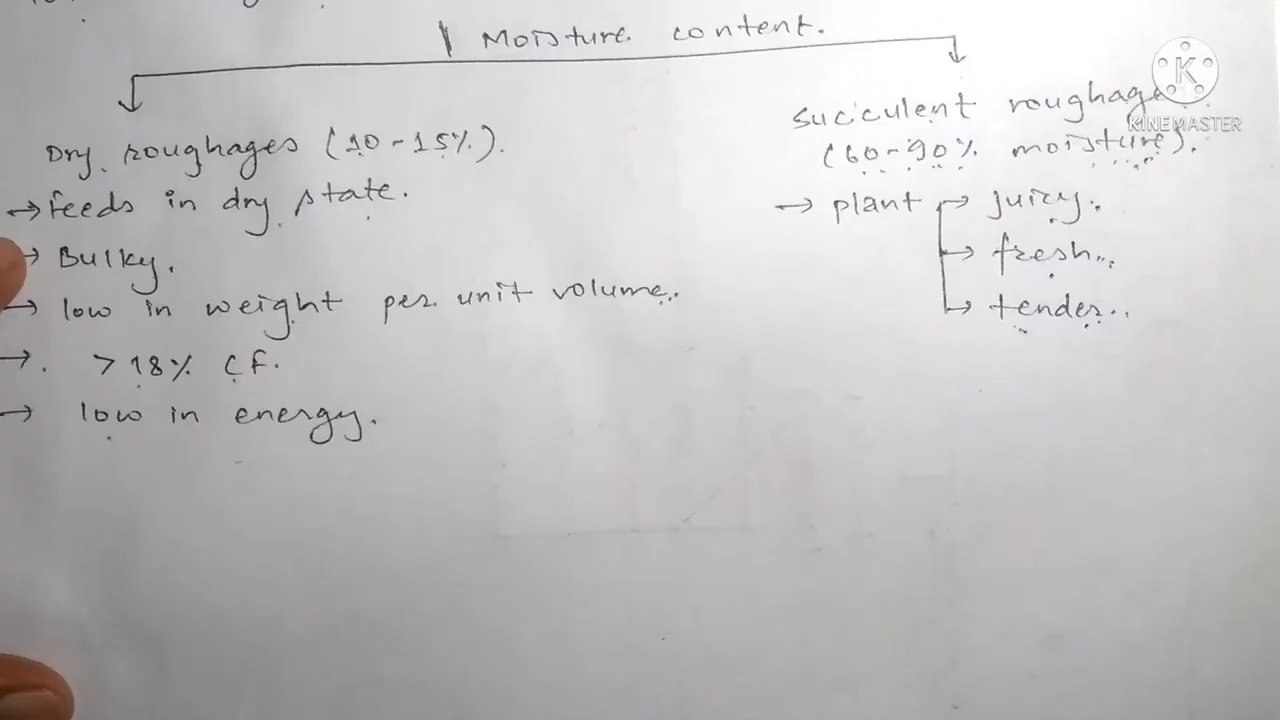 Moisture content.
Dry roughages (10-15%).
→ feeds in dry state.
→ Bulky.
→ low in weight per unit volume..
→. > 18% CF.
→ low in energy.
succulent roughage
(60-90% moisture).
→ plant → juicy.
→ fresh..
→ tender..
K
KINEMASTER